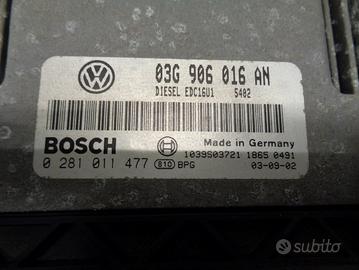 03G 906 016 AN
DIESEL EDC16U1 5402
BOSCH
Made in Germany
0 281 011 477
1039S03721 1865 0491
810 BPG
03-09-02
subito